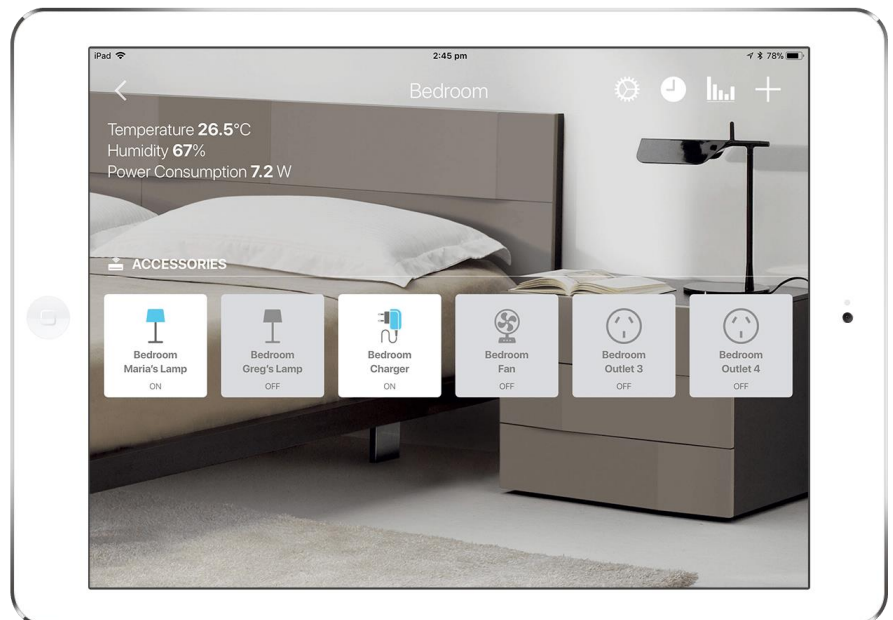 iPad
2:45 pm
78%
Bedroom
Temperature 26.5°C
Humidity 67%
Power Consumption 7.2 W
ACCESSORIES
Bedroom
Maria's Lamp
ON
Bedroom
Greg's Lamp
OFF
Bedroom
Charger
ON
Bedroom
Fan
OFF
Bedroom
Outlet 3
OFF
Bedroom
Outlet 4
OFF